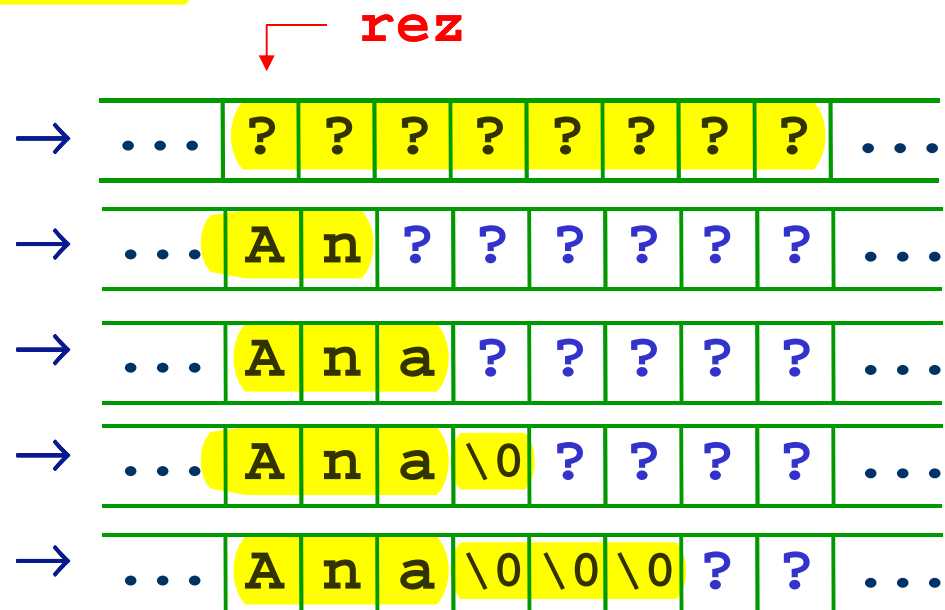 rez
→ ... ? ? ? ? ? ? ? ? ...
→ ... A n ? ? ? ? ? ? ...
→ ... A n a ? ? ? ? ? ...
→ ... A n a \0 ? ? ? ? ...
→ ... A n a \0 \0 \0 ? ? ...